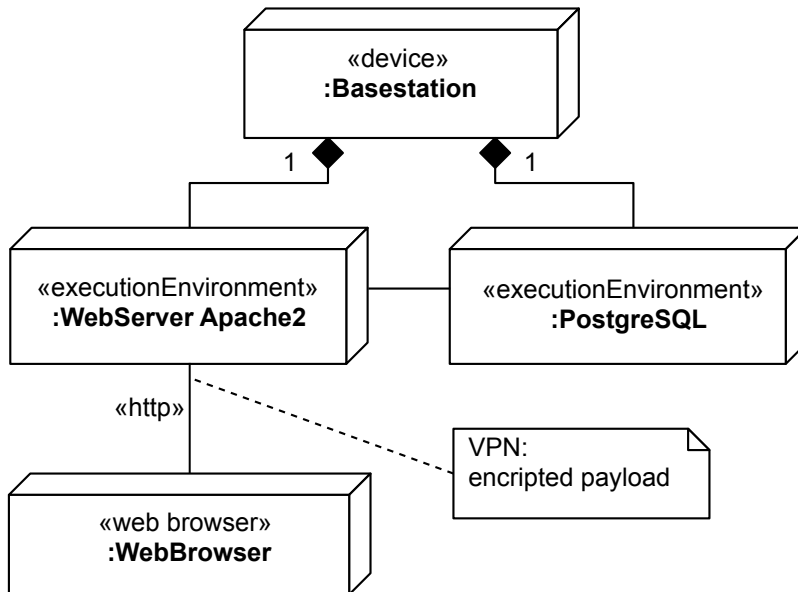 «device»
:Basestation
1
1
«executionEnvironment»
:WebServer Apache2
«executionEnvironment»
:PostgreSQL
«http»
VPN:
encripted payload
«web browser»
:WebBrowser